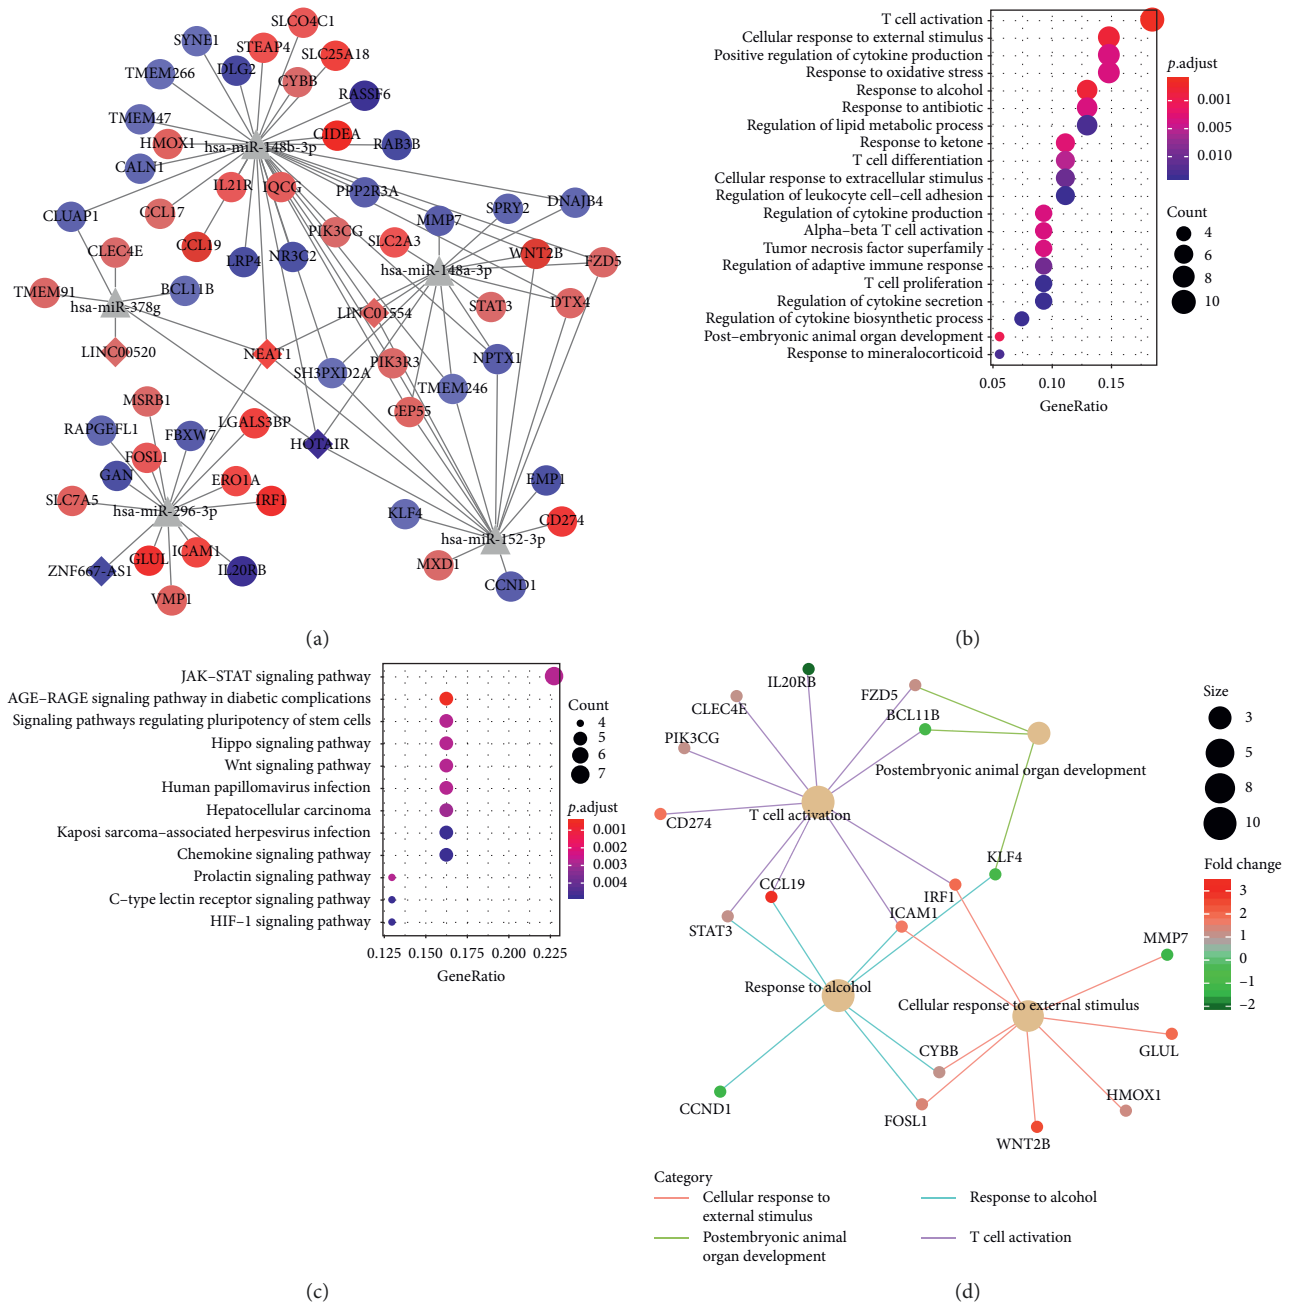 SLCO4C1
SYNE1
STEAP4
SLC25A18
TMEM266
DLG2
CYBB
RASSF6
TMEM47
CIDEA
HMOX1
hsa-miR-148b-3p
RAB3B
CALN1
IL21R
IQCG
PPP2R3A
DNAJB4
CLUAP1
CCL17
MMP7
SPRY2
PIK3CG
SLC2A3
CLEC4E
CCL19
LRP4
NR3C2
WNT2B
FZD5
hsa-miR-148a-3p
TMEM91
BCL11B
hsa-miR-378g
LINC01554
STAT3
DTX4
LINC00520
NEAT1
SH3PXD2A
PIK3R3
NPTX1
TMEM246
MSRB1
CEP55
RAPGEFL1
FBXW7
LGALS3BP
HOTAIR
FOSL1
GAN
ERO1A
EMP1
SLC7A5
IRF1
hsa-miR-296-3p
KLF4
CD274
hsa-miR-152-3p
ICAM1
GLUL
ZNF667-AS1
IL20RB
MXD1
CCND1
VMP1
(a)
T cell activation
Cellular response to external stimulus
Positive regulation of cytokine production
Response to oxidative stress
Response to alcohol
Response to antibiotic
Regulation of lipid metabolic process
Response to ketone
T cell differentiation
Cellular response to extracellular stimulus
Regulation of leukocyte cell–cell adhesion
Regulation of cytokine production
Alpha–beta T cell activation
Tumor necrosis factor superfamily
Regulation of adaptive immune response
T cell proliferation
Regulation of cytokine secretion
Regulation of cytokine biosynthetic process
Post–embryonic animal organ development
Response to mineralocorticoid
0.05 0.10 0.15
GeneRatio
p.adjust
0.001
0.005
0.010
Count
4
6
8
10
(b)
JAK–STAT signaling pathway
AGE–RAGE signaling pathway in diabetic complications
Signaling pathways regulating pluripotency of stem cells
Hippo signaling pathway
Wnt signaling pathway
Human papillomavirus infection
Hepatocellular carcinoma
Kaposi sarcoma–associated herpesvirus infection
Chemokine signaling pathway
Prolactin signaling pathway
C–type lectin receptor signaling pathway
HIF–1 signaling pathway
0.125 0.150 0.175 0.200 0.225
GeneRatio
Count
4
5
6
7
p.adjust
0.001
0.002
0.003
0.004
(c)
IL20RB
FZD5
CLEC4E
BCL11B
PIK3CG
Postembryonic animal organ development
T cell activation
CD274
KLF4
CCL19
IRF1
ICAM1
STAT3
MMP7
Response to alcohol
Cellular response to external stimulus
CYBB
GLUL
CCND1
FOSL1
HMOX1
WNT2B
Size
3
5
8
10
Fold change
3
2
1
0
−1
−2
Category
Cellular response to
external stimulus
Postembryonic animal
organ development
Response to alcohol
T cell activation
(d)